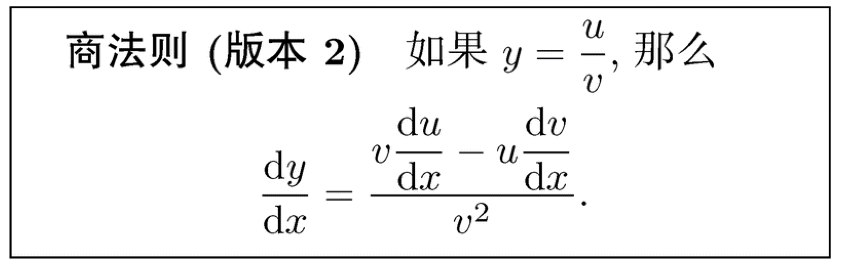 商法则 (版本 2) 如果 y = u/v, 那么
dy/dx = (v du/dx − u dv/dx)/v².